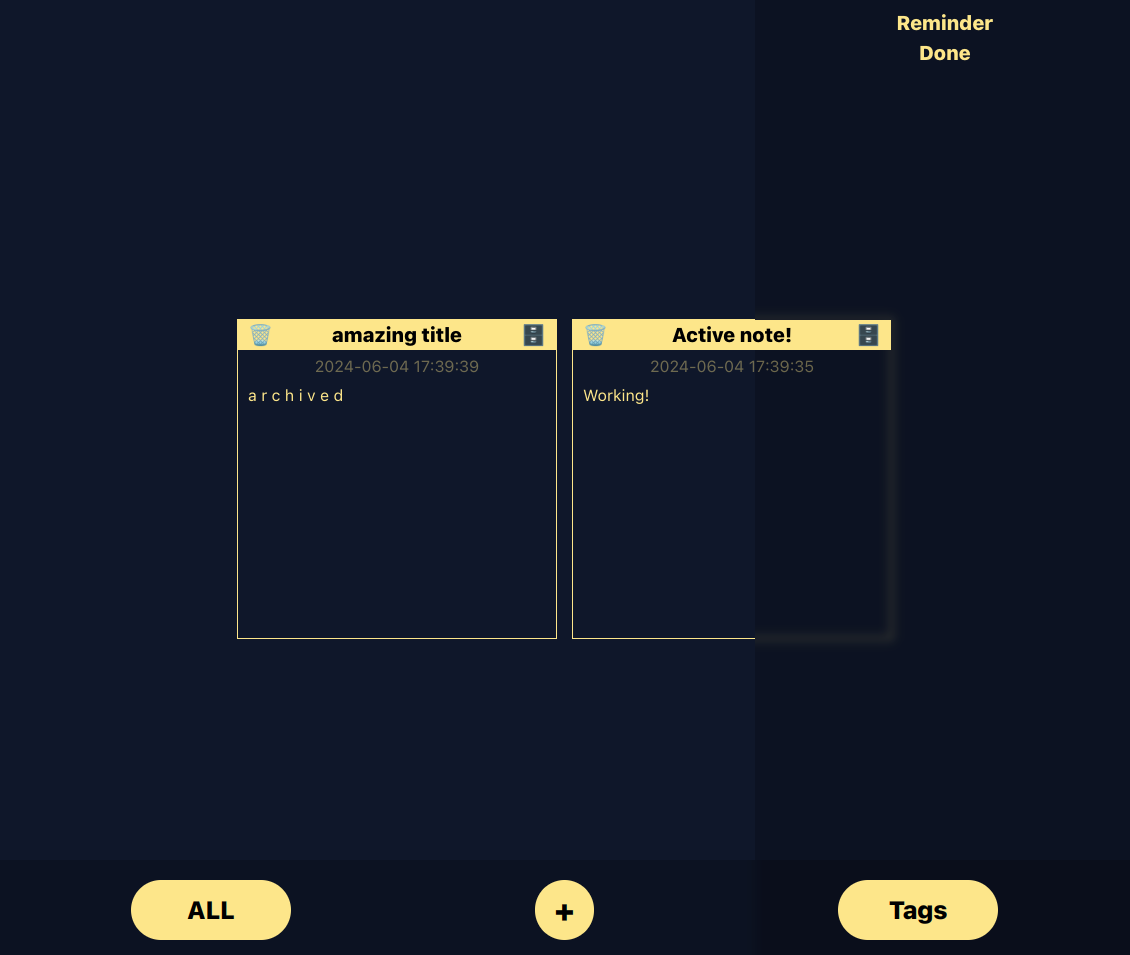 Reminder
Done
amazing title
2024-06-04 17:39:39
a r c h i v e d
Active note!
2024-06-04 17:39:35
Working!
ALL
+
Tags